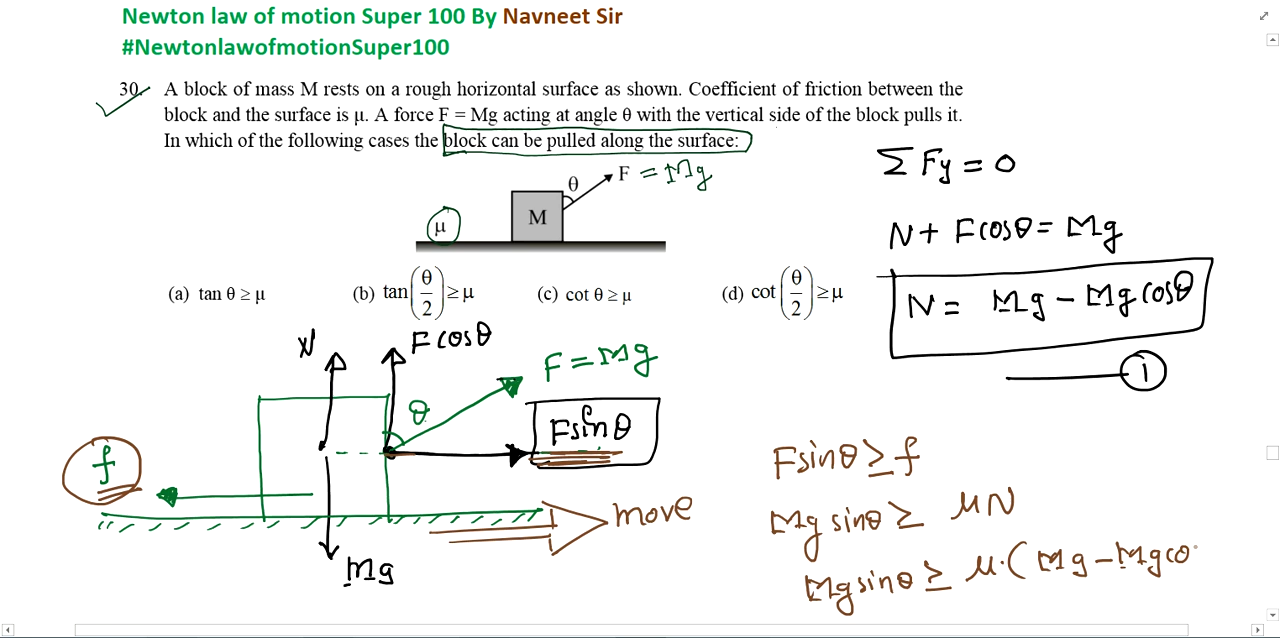 Newton law of motion Super 100 By Navneet Sir
#NewtonlawofmotionSuper100
30. A block of mass M rests on a rough horizontal surface as shown. Coefficient of friction between the
block and the surface is μ. A force F = Mg acting at angle θ with the vertical side of the block pulls it.
In which of the following cases the block can be pulled along the surface:
θ F = Mg
M
μ
(a) tan θ ≥ μ (b) tan(θ/2) ≥ μ (c) cot θ ≥ μ (d) cot(θ/2) ≥ μ
N
F cosθ
F = Mg
θ
F sinθ
f
move
Mg
Σ Fy = 0
N + F cosθ = Mg
N = Mg - Mg cosθ
1
F sinθ ≥ f
Mg sinθ ≥ μN
Mg sinθ ≥ μ.(Mg - Mg co